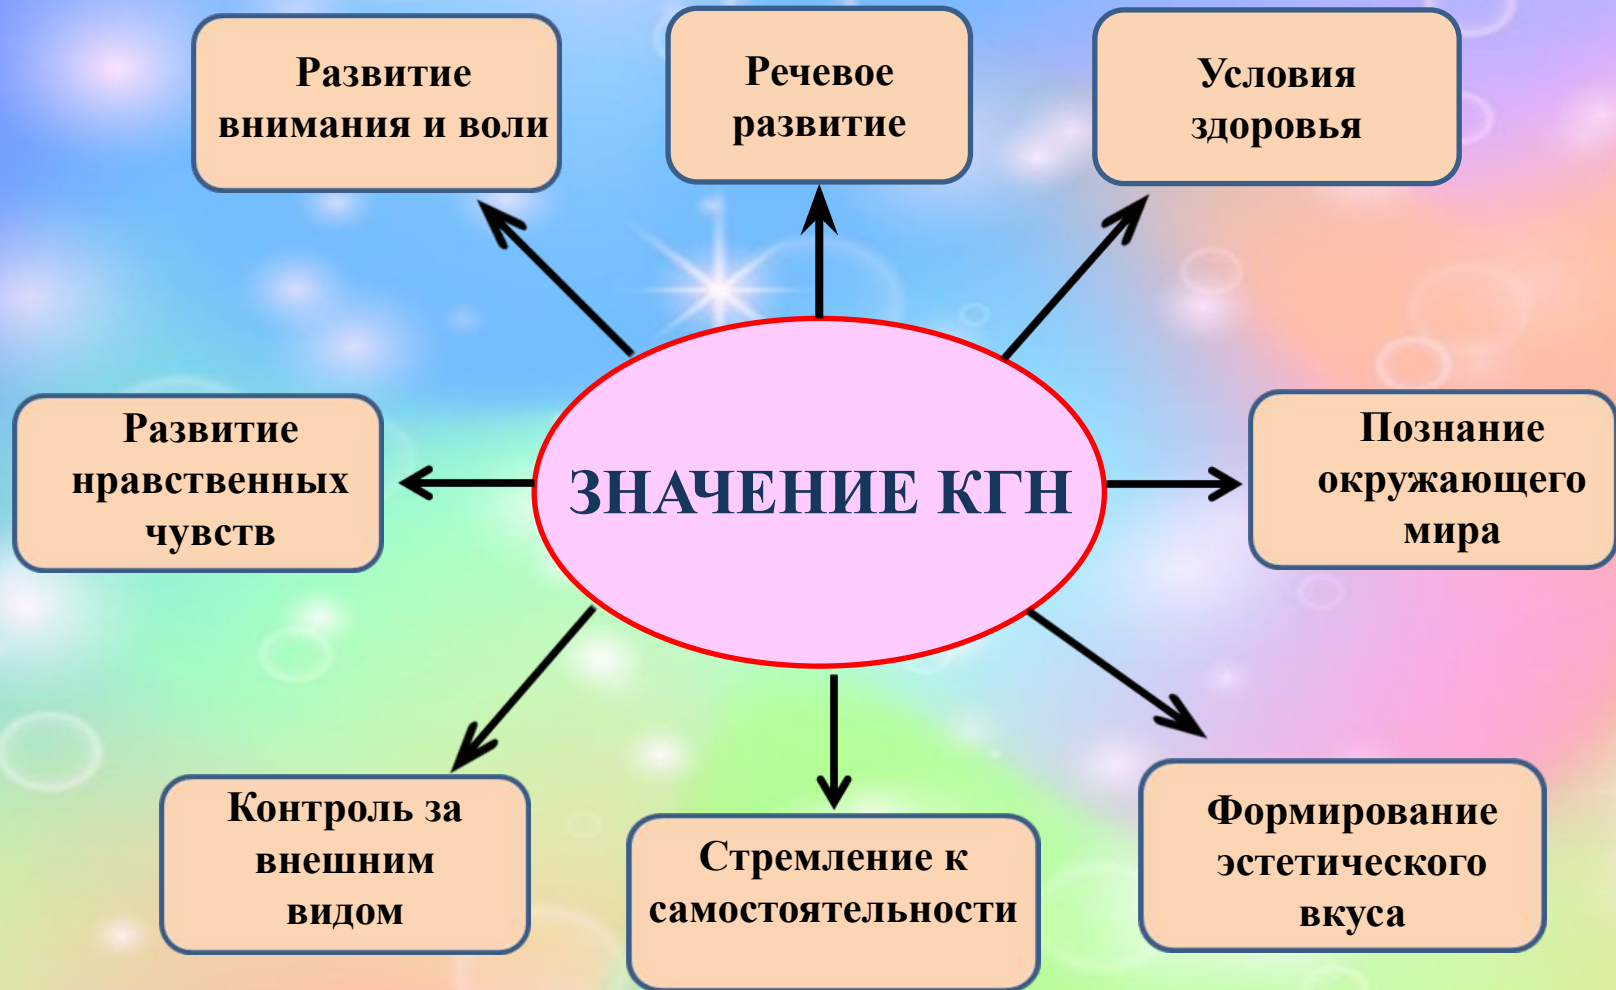 Развитие
внимания и воли
Речевое
развитие
Условия
здоровья
Развитие
нравственных
чувств
ЗНАЧЕНИЕ КГН
Познание
окружающего
мира
Контроль за
внешним
видом
Стремление к
самостоятельности
Формирование
эстетического
вкуса